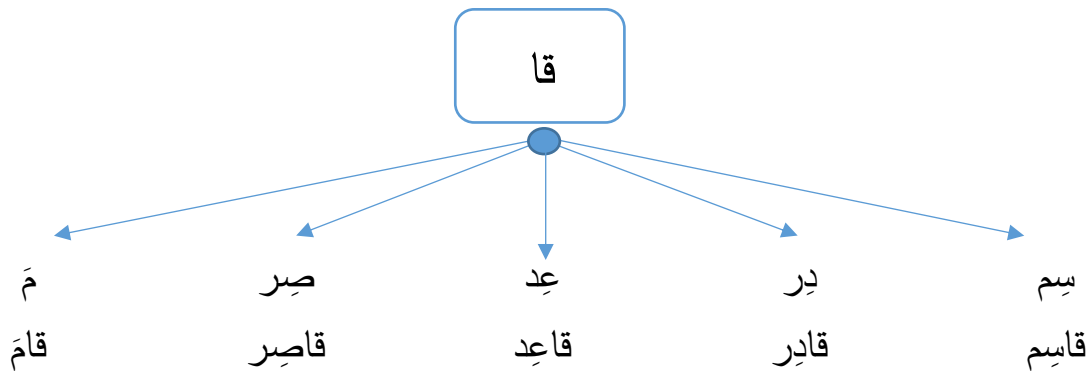 قا
سِم دِر عِد صِر مَ
قاسِم قادِر قاعِد قاصِر قامَ